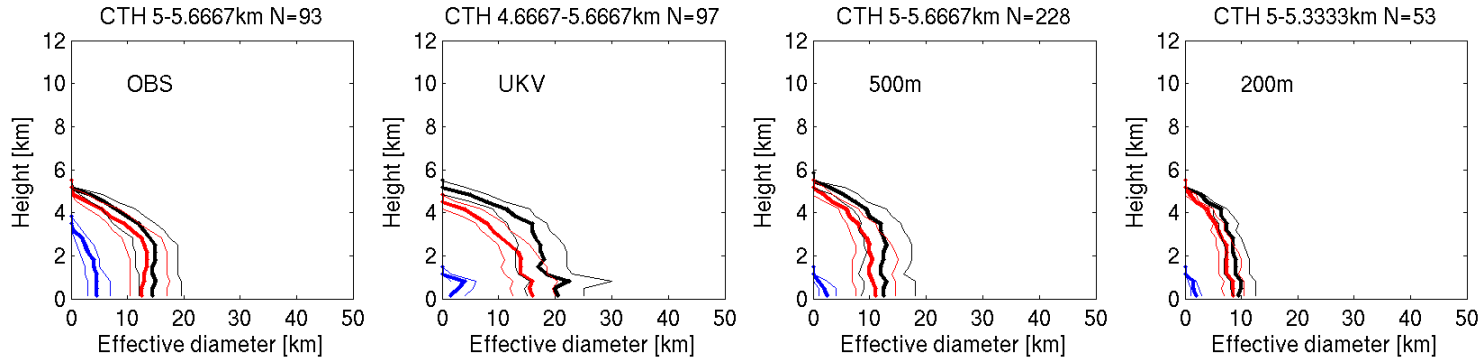 CTH 5-5.6667km N=93
12
10
8
6
4
2
0
OBS
Height [km]
0 10 20 30 40 50
Effective diameter [km]
CTH 4.6667-5.6667km N=97
12
10
8
6
4
2
0
UKV
Height [km]
0 10 20 30 40 50
Effective diameter [km]
CTH 5-5.6667km N=228
12
10
8
6
4
2
0
500m
Height [km]
0 10 20 30 40 50
Effective diameter [km]
CTH 5-5.3333km N=53
12
10
8
6
4
2
0
200m
Height [km]
0 10 20 30 40 50
Effective diameter [km]